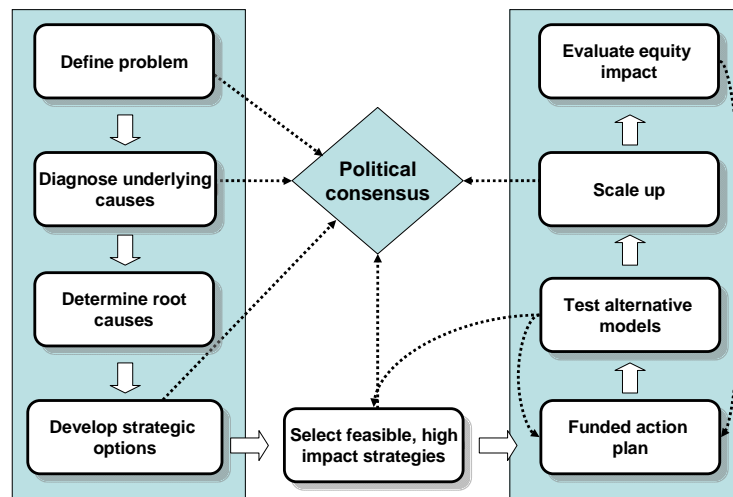 Define problem
Diagnose underlying
causes
Determine root
causes
Develop strategic
options
Political
consensus
Select feasible, high
impact strategies
Evaluate equity
impact
Scale up
Test alternative
models
Funded action
plan